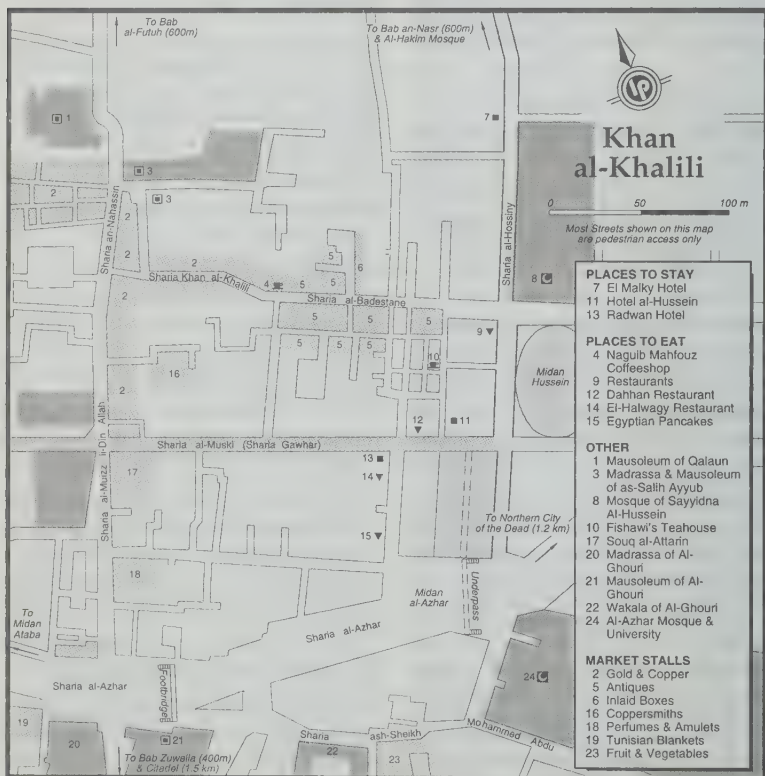 To Bab
al-Futuh (600m)
To Bab an-Nasr (600m)
& Al-Hakim Mosque
LP
Khan
al-Khalili
0 50 100 m
Most Streets shown on this map
are pedestrian access only
1
7
3
3
2
2
2
2
Sharia an-Nahassin
Sharia al-Hossiny
5
5
6
8
Sharia Khan al-Khalili
4
5
5
Sharia al-Badestane
2
5
5
5
9
5
5
5
10
16
Midan
Hussein
2
12
11
Sharia al-Muizz li-Din Allah
Sharia al-Muski (Sharia Gawhar)
13
17
14
To Northern City
of the Dead (1.2 km)
15
18
Midan
al-Azhar
Underpass
To
Midan
Ataba
Sharia al-Azhar
24
Sharia al-Azhar
Footbridge
19
20
21
Sharia ash-Sheikh
Mohammed Abdu
22
23
To Bab Zuweila (400m)
& Citadel (1.5 km)
PLACES TO STAY
7 El Malky Hotel
11 Hotel al-Hussein
13 Radwan Hotel
PLACES TO EAT
4 Naguib Mahfouz
Coffeeshop
9 Restaurants
12 Dahhan Restaurant
14 El-Halwagy Restaurant
15 Egyptian Pancakes
OTHER
1 Mausoleum of Qalaun
3 Madrassa & Mausoleum
of as-Salih Ayyub
8 Mosque of Sayyidna
Al-Hussein
10 Fishawi's Teahouse
17 Souq al-Attarin
20 Madrassa of Al-
Ghouri
21 Mausoleum of Al-
Ghouri
22 Wakala of Al-Ghouri
24 Al-Azhar Mosque &
University
MARKET STALLS
2 Gold & Copper
5 Antiques
6 Inlaid Boxes
16 Coppersmiths
18 Perfumes & Amulets
19 Tunisian Blankets
23 Fruit & Vegetables